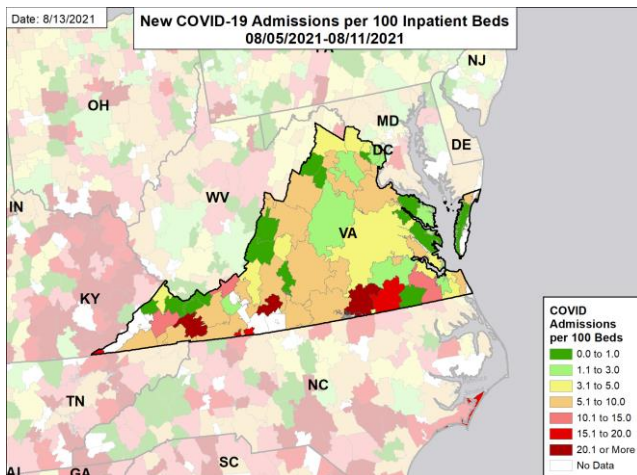 Date: 8/13/2021
New COVID-19 Admissions per 100 Inpatient Beds
08/05/2021-08/11/2021
PA
NJ
OH
MD
DE
DC
WV
IN
VA
KY
TN
NC
SC
AL
GA
COVID
Admissions
per 100 Beds
0.0 to 1.0
1.1 to 3.0
3.1 to 5.0
5.1 to 10.0
10.1 to 15.0
15.1 to 20.0
20.1 or More
No Data